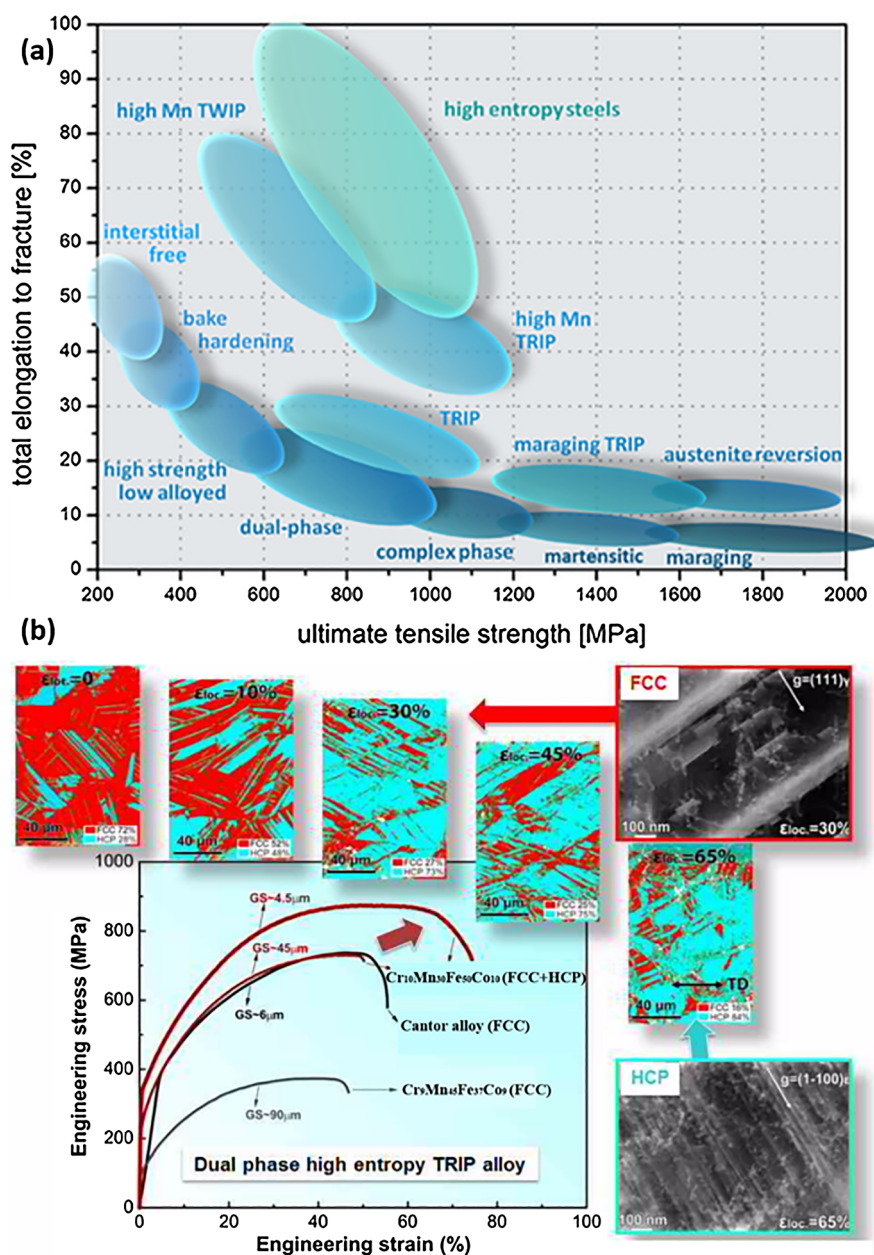 (a)
100
90
80
70
60
50
40
30
20
10
0
total elongation to fracture [%]
high Mn TWIP
high entropy steels
interstitial
free
bake
hardening
high Mn
TRIP
TRIP
high strength
low alloyed
maraging TRIP
austenite reversion
dual-phase
complex phase
martensitic
maraging
200
400
600
800
1000
1200
1400
1600
1800
2000
ultimate tensile strength [MPa]
(b)
εloc.=0
40 μm
FCC 72%
HCP 28%
εloc.=10%
40 μm
FCC 52%
HCP 48%
εloc.=30%
40 μm
FCC 27%
HCP 73%
εloc.=45%
40 μm
FCC 25%
HCP 75%
FCC
g=(111)γ
100 nm
εloc.=30%
εloc.=65%
TD
40 μm
FCC 16%
HCP 84%
HCP
g=(1-100)ε
100 nm
εloc.=65%
1000
800
600
400
200
0
Engineering stress (MPa)
GS~4.5μm
GS~45μm
GS~6μm
GS~90μm
Cr10Mn30Fe50Co10 (FCC+HCP)
Cantor alloy (FCC)
Cr9Mn45Fe37Co9 (FCC)
Dual phase high entropy TRIP alloy
0
20
40
60
80
100
Engineering strain (%)